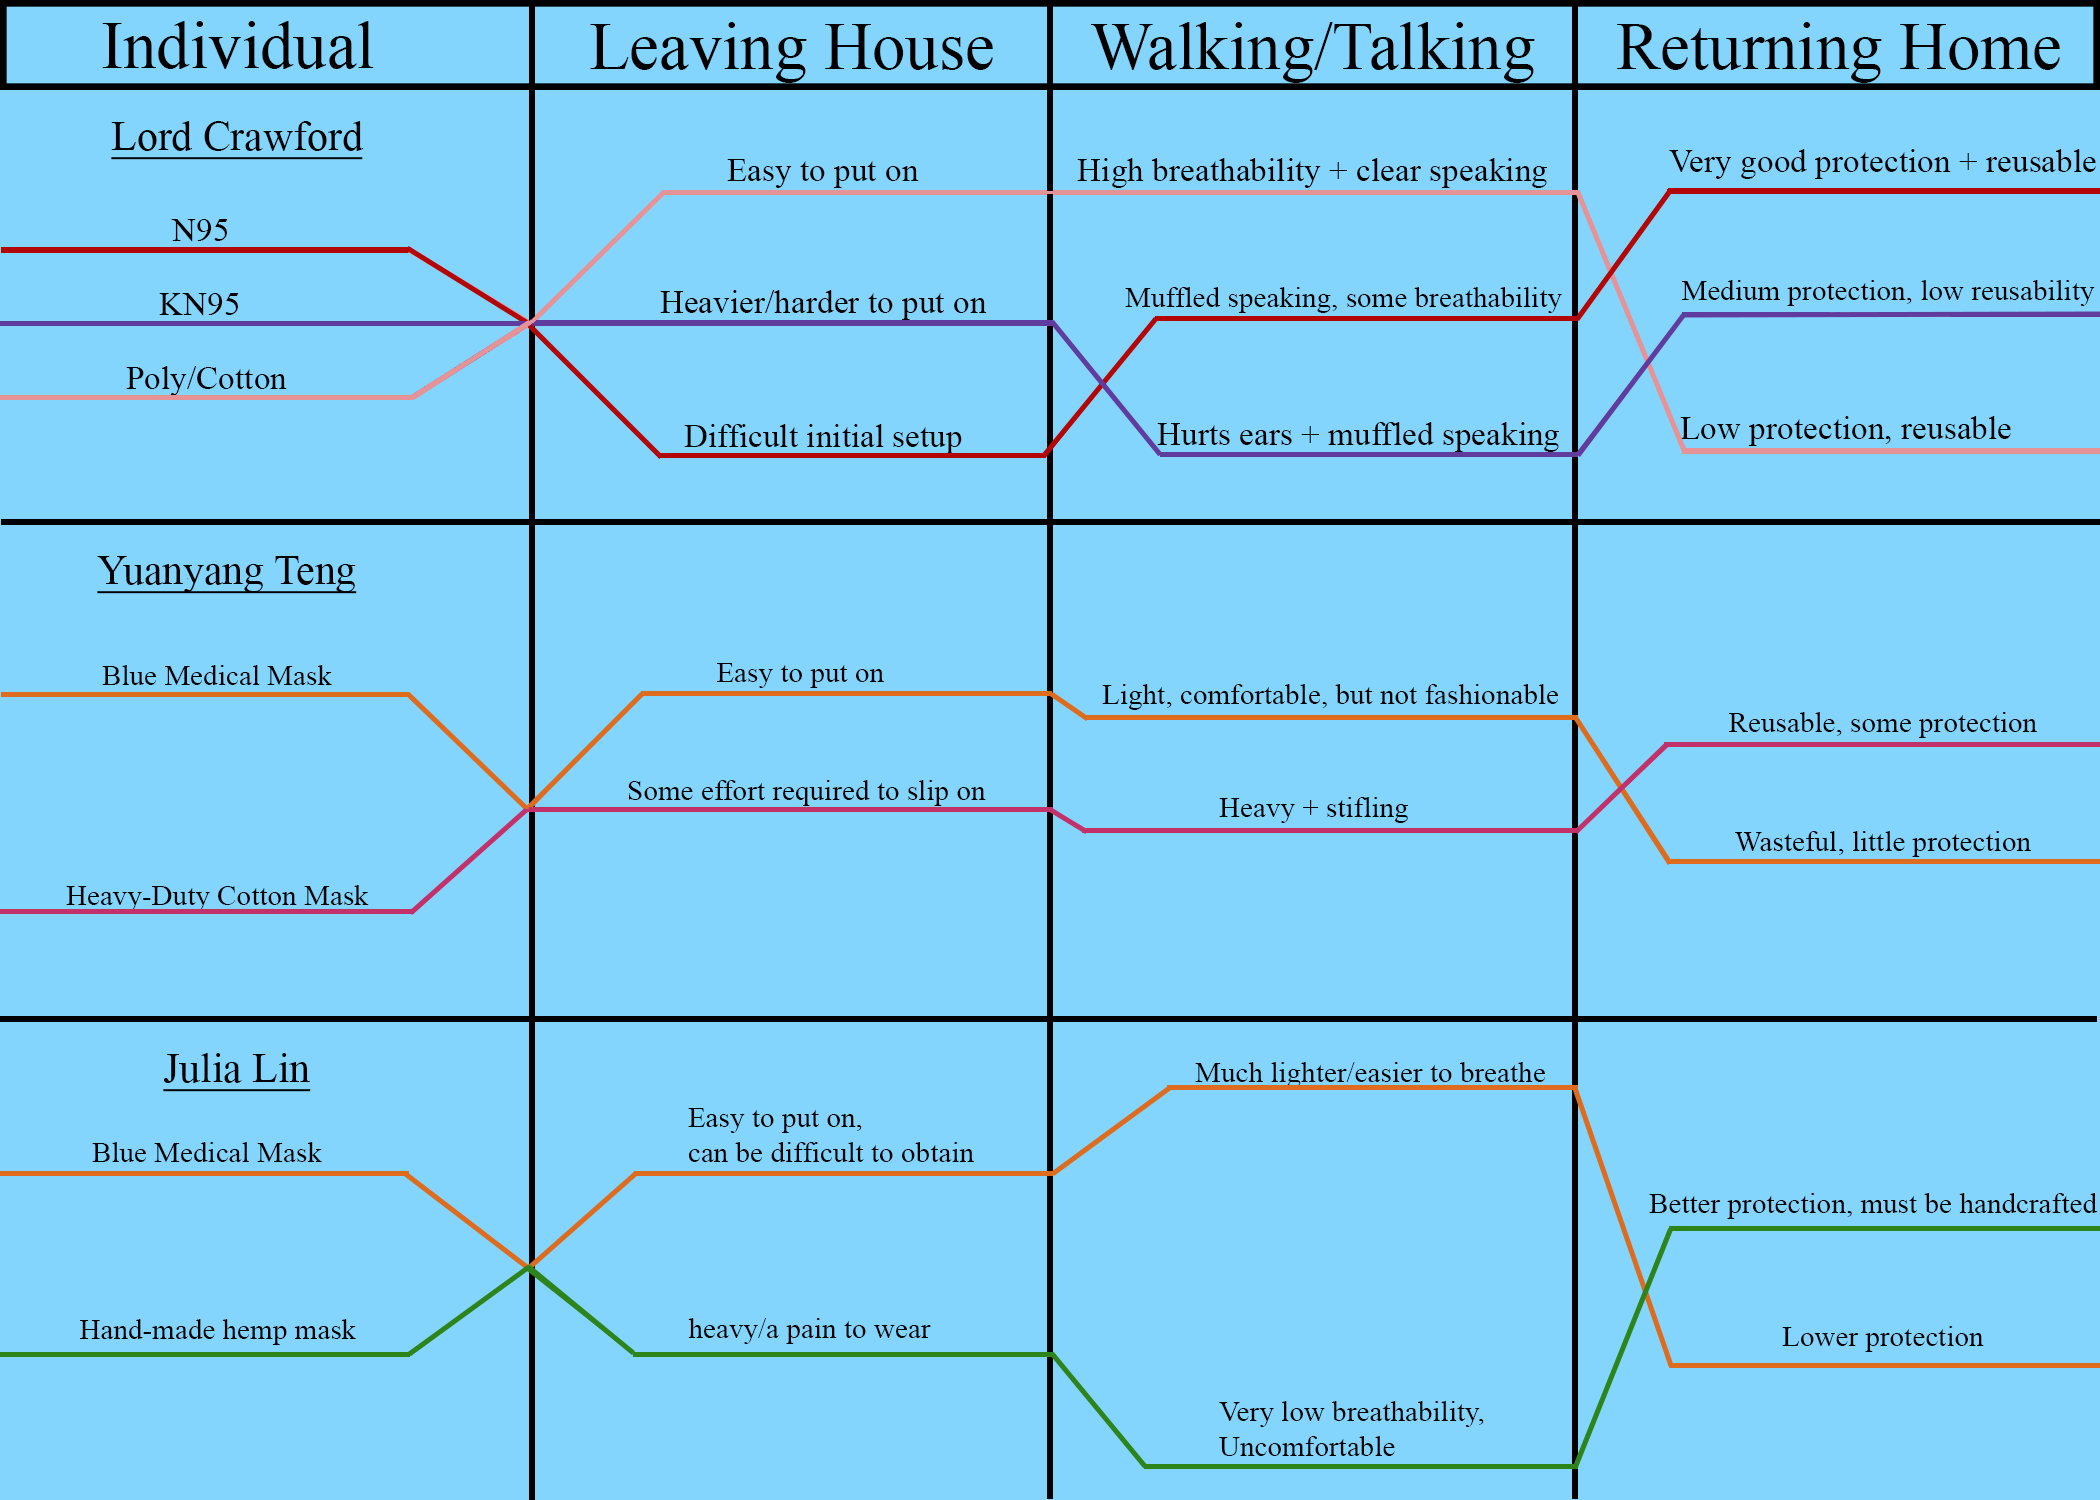 Individual
Leaving House
Walking/Talking
Returning Home
Lord Crawford
N95
KN95
Poly/Cotton
Easy to put on
Heavier/harder to put on
Difficult initial setup
High breathability + clear speaking
Muffled speaking, some breathability
Hurts ears + muffled speaking
Very good protection + reusable
Medium protection, low reusability
Low protection, reusable
Yuanyang Teng
Blue Medical Mask
Heavy-Duty Cotton Mask
Easy to put on
Some effort required to slip on
Light, comfortable, but not fashionable
Heavy + stifling
Reusable, some protection
Wasteful, little protection
Julia Lin
Blue Medical Mask
Hand-made hemp mask
Easy to put on,
can be difficult to obtain
heavy/a pain to wear
Much lighter/easier to breathe
Very low breathability,
Uncomfortable
Better protection, must be handcrafted
Lower protection